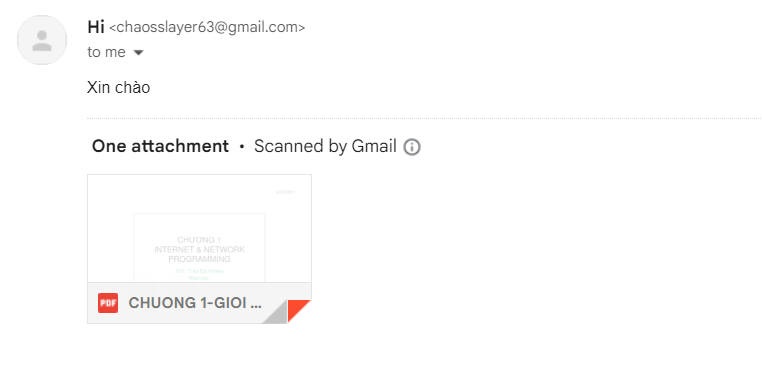 Hi <chaosslayer63@gmail.com>
to me
Xin chào
One attachment • Scanned by Gmail
CHƯƠNG 1
INTERNET & NETWORK
PROGRAMMING
PDF CHUONG 1-GIOI ...